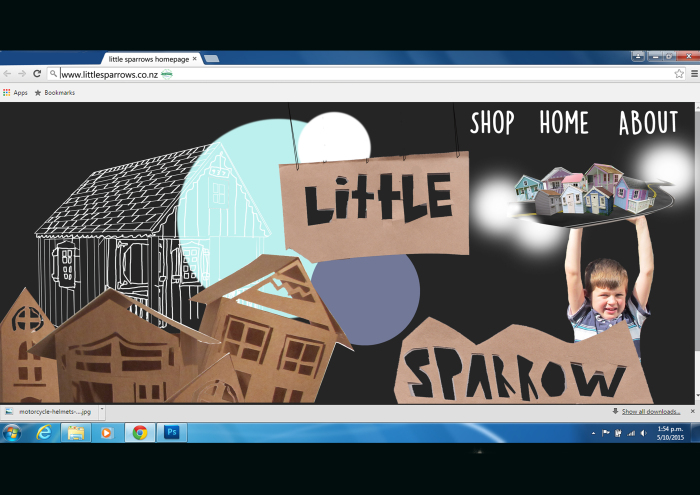 little sparrows homepage
www.littlesparrows.co.nz
Apps Bookmarks
SHOP HOME ABOUT
LittLE
SPARROW
motorcycle-helmets-....jpg
Show all downloads...
Ps
1:54 p.m.
5/10/2015